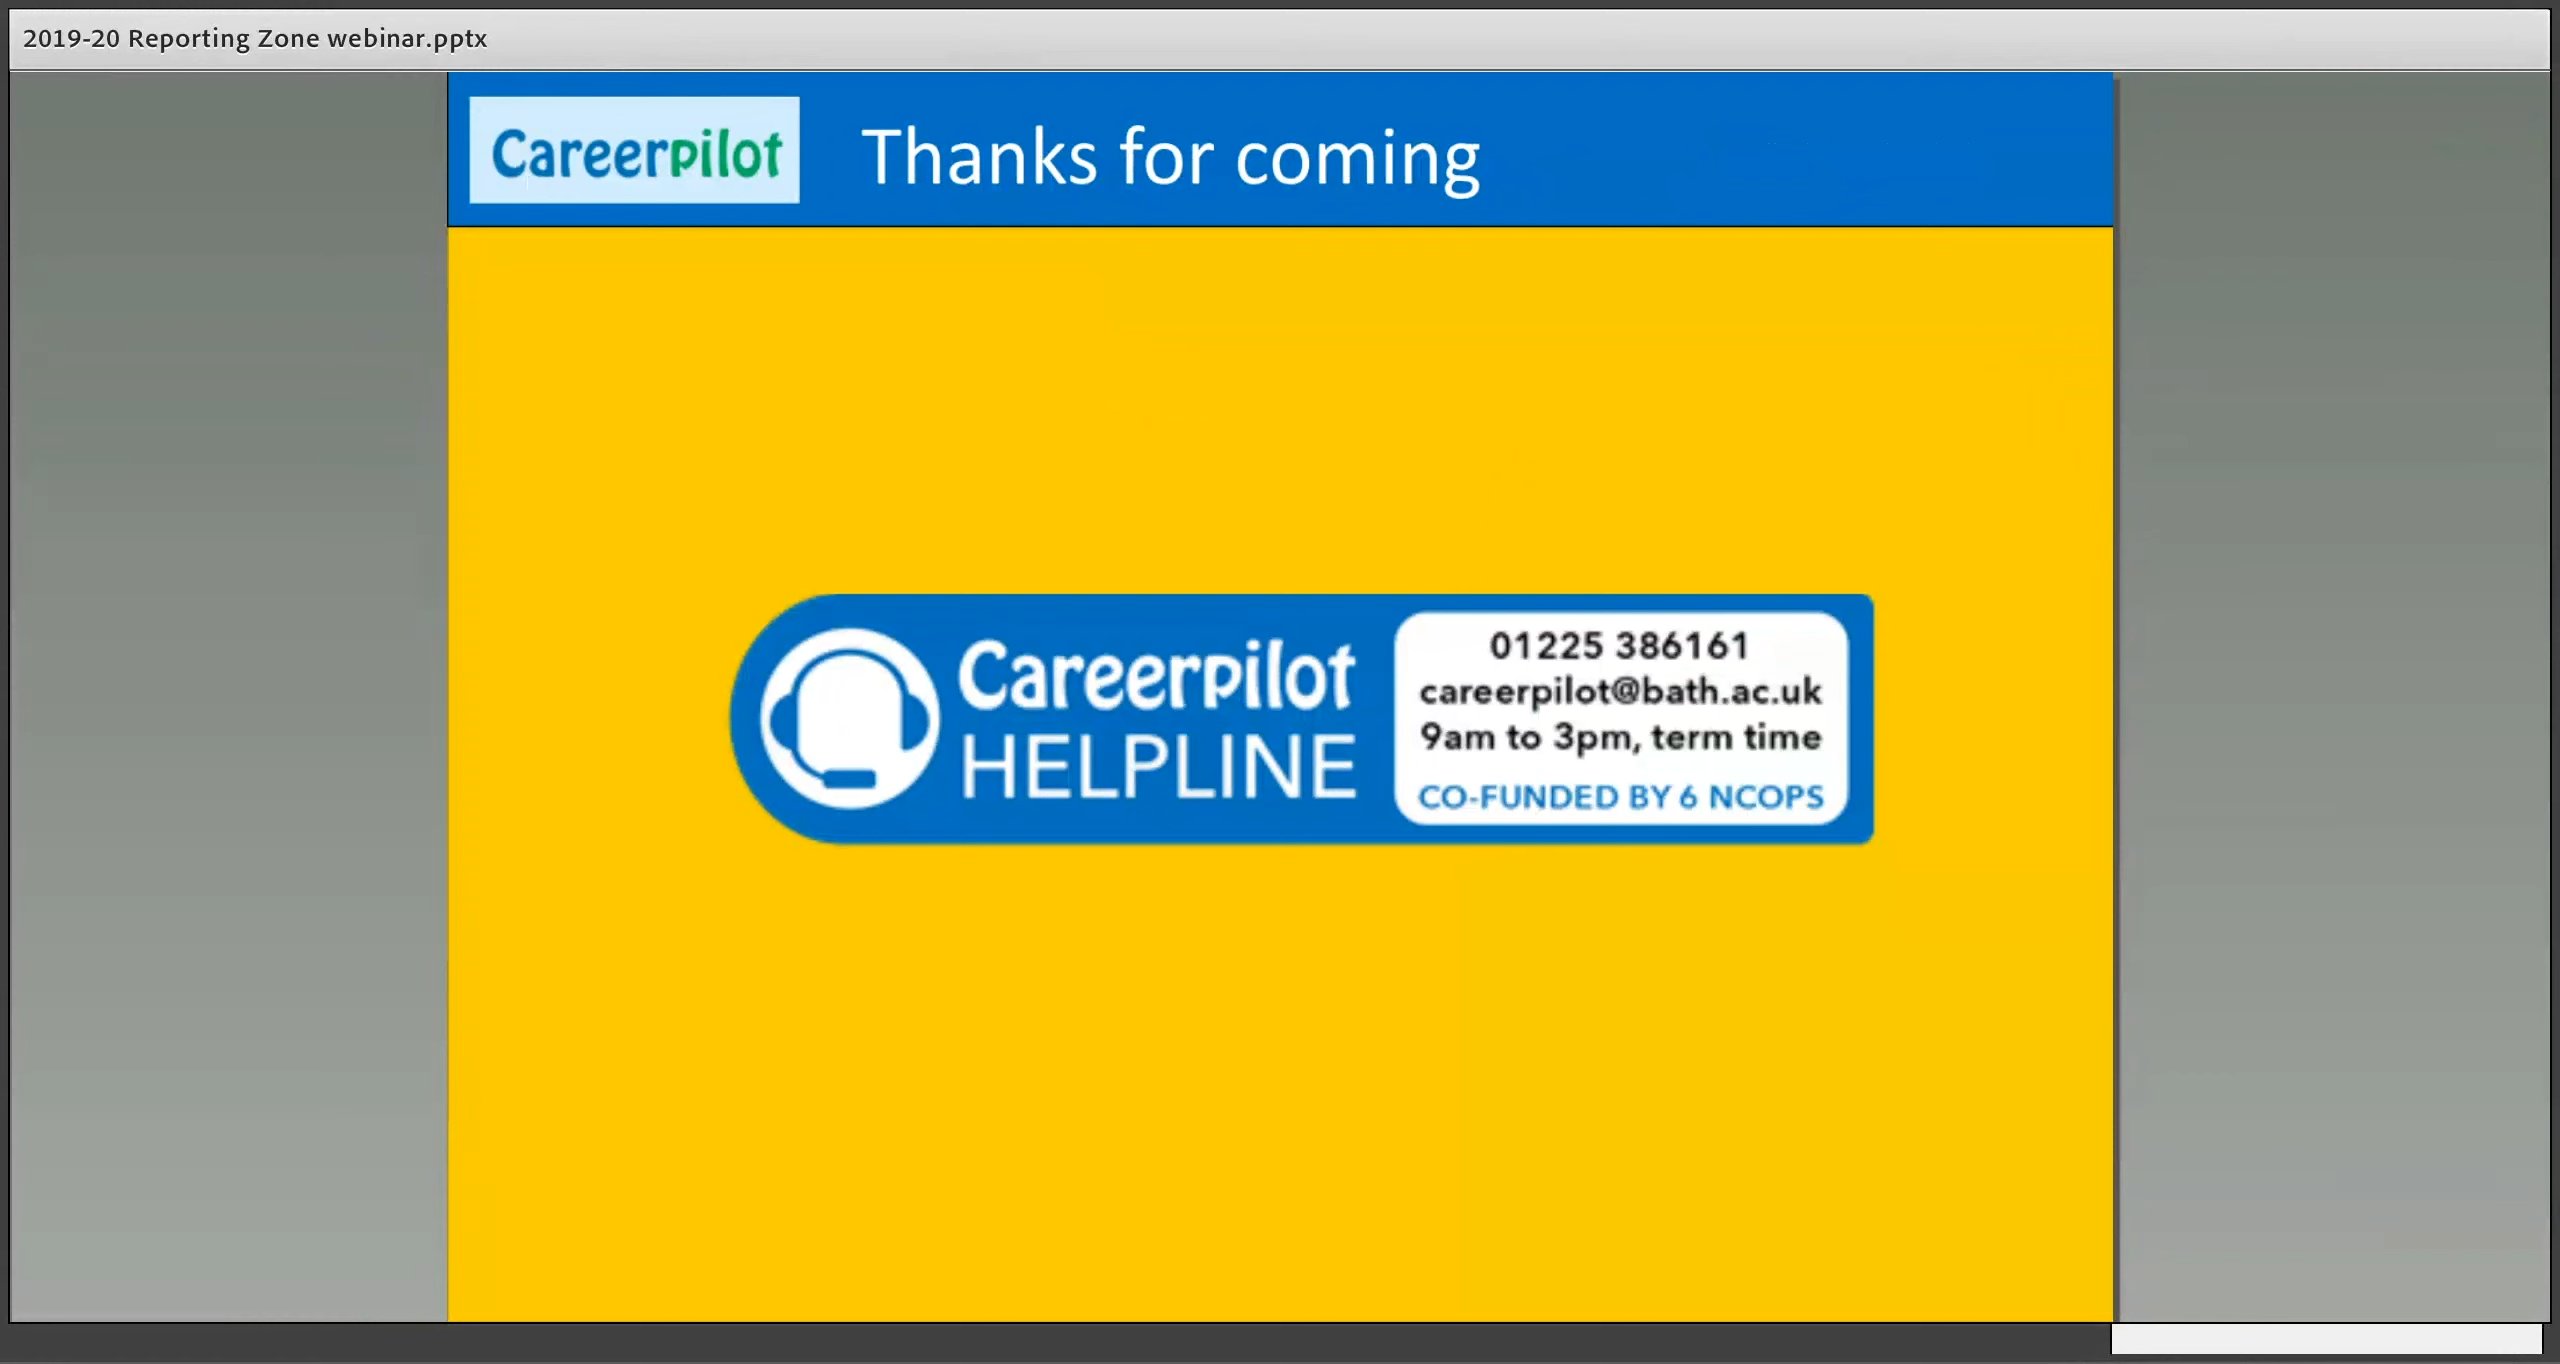 2019-20 Reporting Zone webinar.pptx
Careerpilot
Thanks for coming
Careerpilot
HELPLINE
01225 386161
careerpilot@bath.ac.uk
9am to 3pm, term time
CO-FUNDED BY 6 NCOPS